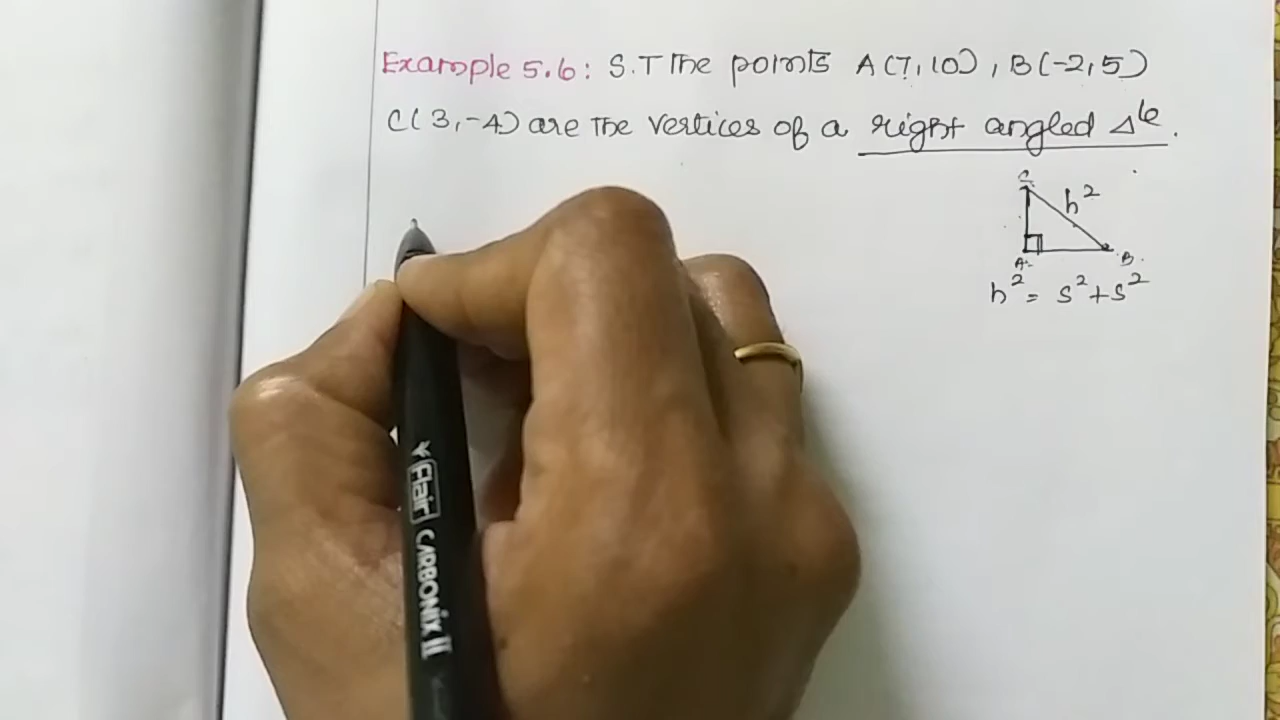 Example 5.6: S.T The points A(7,10), B(-2,5)
C(3,-4) are The vertices of a right angled Δle.
C
h²
A
B
h² = s²+s²
Flair CARBONIX II